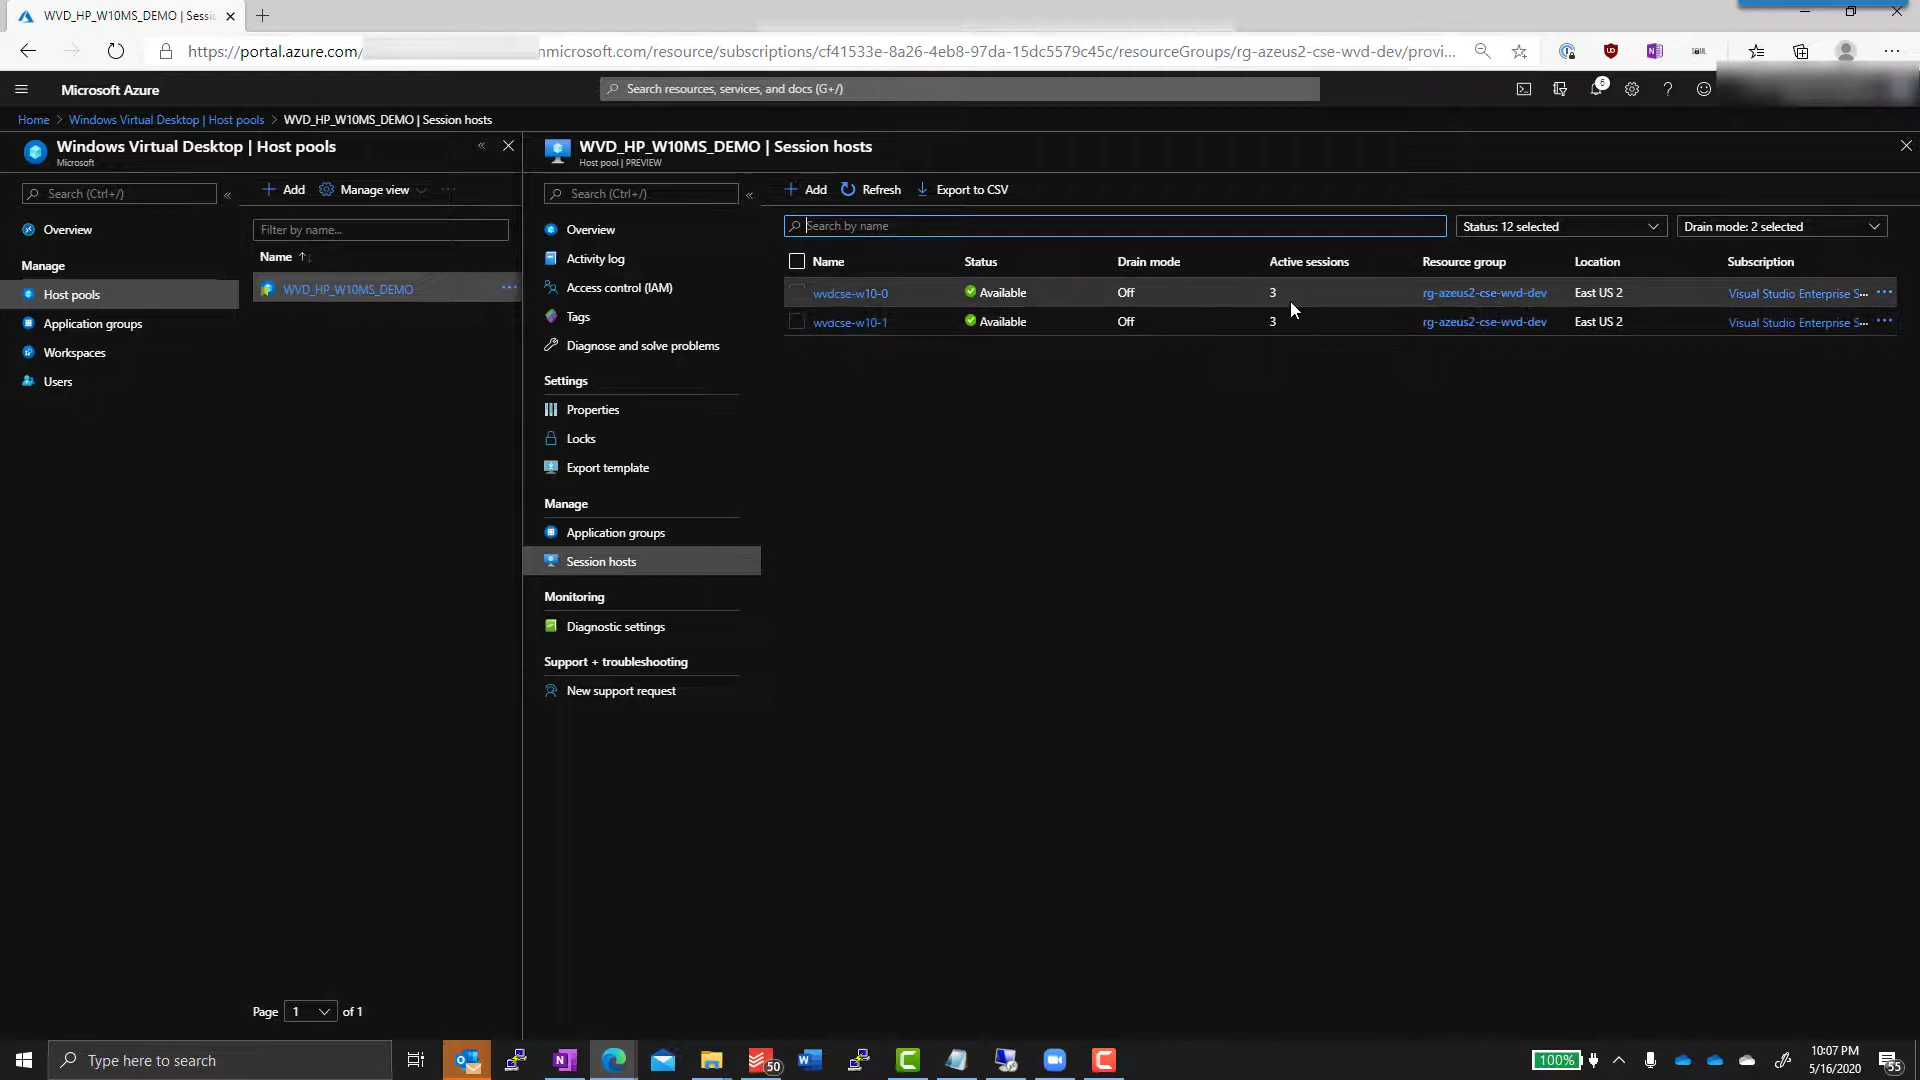 WVD_HP_W10MS_DEMO | Sessi
https://portal.azure.com/
nmicrosoft.com/resource/subscriptions/cf41533e-8a26-4eb8-97da-15dc5579c45c/resourceGroups/rg-azeus2-cse-wvd-dev/provi...
Microsoft Azure
Search resources, services, and docs (G+/)
6
Home > Windows Virtual Desktop | Host pools > WVD_HP_W10MS_DEMO | Session hosts
Windows Virtual Desktop | Host pools
Microsoft
Search (Ctrl+/)
Overview
Manage
Host pools
Application groups
Workspaces
Users
Add
Manage view
Filter by name...
Name
WVD_HP_W10MS_DEMO
Page 1 of 1
WVD_HP_W10MS_DEMO | Session hosts
Host pool | PREVIEW
Search (Ctrl+/)
Overview
Activity log
Access control (IAM)
Tags
Diagnose and solve problems
Settings
Properties
Locks
Export template
Manage
Application groups
Session hosts
Monitoring
Diagnostic settings
Support + troubleshooting
New support request
Add Refresh Export to CSV
Search by name
Status: 12 selected
Drain mode: 2 selected
Name Status Drain mode Active sessions Resource group Location Subscription
wvdcse-w10-0 Available Off 3 rg-azeus2-cse-wvd-dev East US 2 Visual Studio Enterprise S...
wvdcse-w10-1 Available Off 3 rg-azeus2-cse-wvd-dev East US 2 Visual Studio Enterprise S...
Type here to search
50
100%
10:07 PM
5/16/2020
55